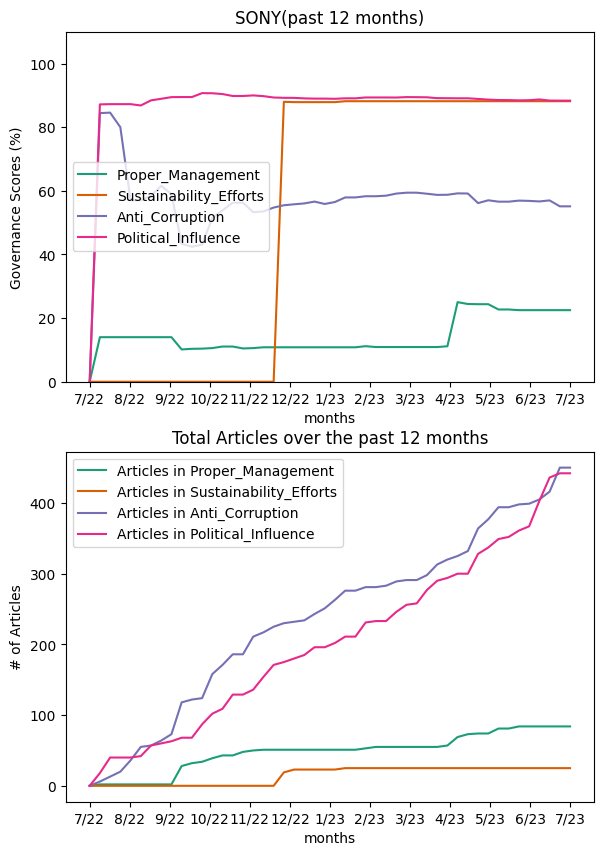 SONY(past 12 months)
Governance Scores (%)
100
80
60
40
20
0
Proper_Management
Sustainability_Efforts
Anti_Corruption
Political_Influence
7/22 8/22 9/22 10/22 11/22 12/22 1/23 2/23 3/23 4/23 5/23 6/23 7/23
months
Total Articles over the past 12 months
# of Articles
400
300
200
100
0
Articles in Proper_Management
Articles in Sustainability_Efforts
Articles in Anti_Corruption
Articles in Political_Influence
7/22 8/22 9/22 10/22 11/22 12/22 1/23 2/23 3/23 4/23 5/23 6/23 7/23
months